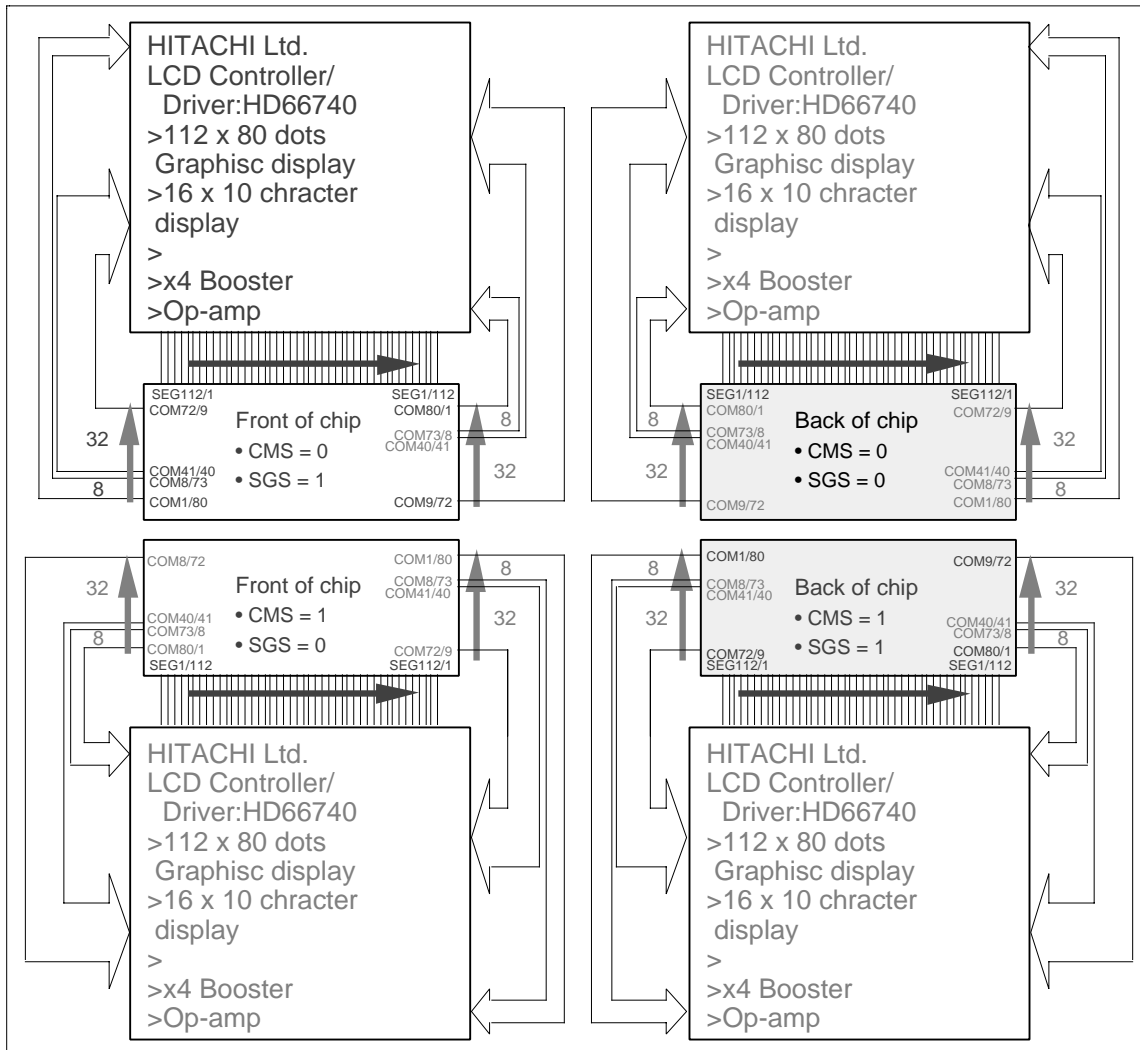 HITACHI Ltd.
LCD Controller/
Driver:HD66740
>112 x 80 dots
Graphisc display
>16 x 10 chracter
display
>
>x4 Booster
>Op-amp
SEG112/1
COM72/9
32
COM41/40
COM8/73
8
COM1/80
Front of chip
• CMS = 0
• SGS = 1
SEG1/112
COM80/1
8
COM73/8
COM40/41
32
COM9/72
HITACHI Ltd.
LCD Controller/
Driver:HD66740
>112 x 80 dots
Graphisc display
>16 x 10 chracter
display
>
>x4 Booster
>Op-amp
SEG1/112
COM80/1
8
COM73/8
COM40/41
32
COM9/72
Back of chip
• CMS = 0
• SGS = 0
SEG112/1
COM72/9
32
COM41/40
COM8/73
8
COM1/80
COM8/72
32
COM40/41
COM73/8
8
COM80/1
SEG1/112
Front of chip
• CMS = 1
• SGS = 0
COM1/80
8
COM8/73
COM41/40
32
COM72/9
SEG112/1
HITACHI Ltd.
LCD Controller/
Driver:HD66740
>112 x 80 dots
Graphisc display
>16 x 10 chracter
display
>
>x4 Booster
>Op-amp
COM1/80
8
COM8/73
COM41/40
32
COM72/9
SEG112/1
Back of chip
• CMS = 1
• SGS = 1
COM9/72
32
COM40/41
COM73/8
8
COM80/1
SEG1/112
HITACHI Ltd.
LCD Controller/
Driver:HD66740
>112 x 80 dots
Graphisc display
>16 x 10 chracter
display
>
>x4 Booster
>Op-amp